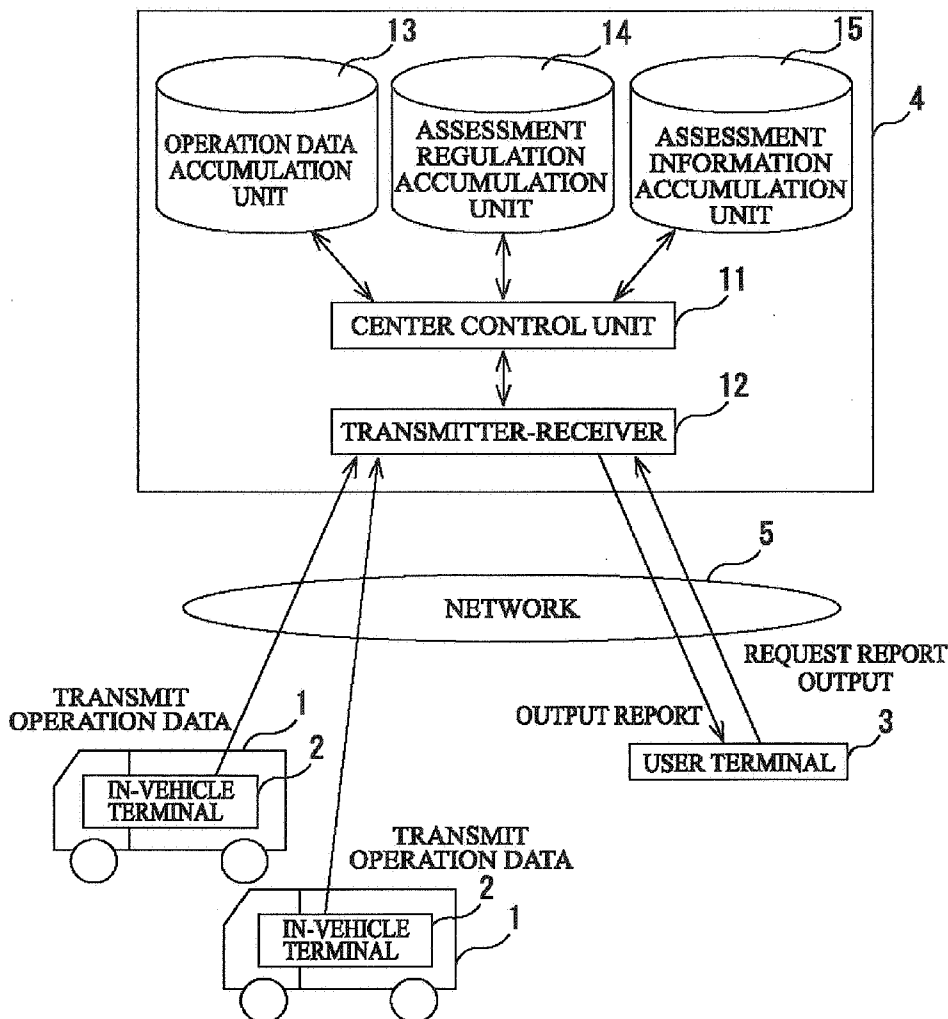 13
14
15
4
OPERATION DATA
ACCUMULATION
UNIT
ASSESSMENT
REGULATION
ACCUMULATION
UNIT
ASSESSMENT
INFORMATION
ACCUMULATION
UNIT
11
CENTER CONTROL UNIT
12
TRANSMITTER-RECEIVER
5
NETWORK
REQUEST REPORT
OUTPUT
OUTPUT REPORT
3
USER TERMINAL
TRANSMIT
OPERATION DATA
1
2
IN-VEHICLE
TERMINAL
TRANSMIT
OPERATION DATA
2
1
IN-VEHICLE
TERMINAL